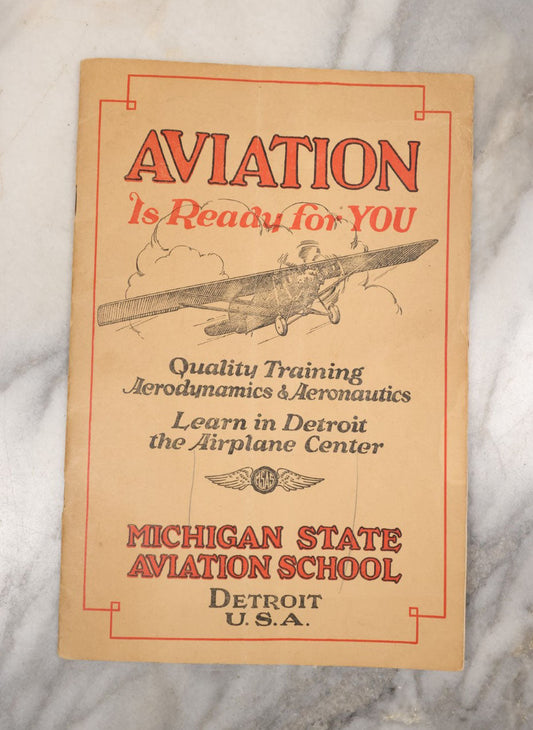 AVIATION
Is Ready for YOU
Quality Training
Aerodynamics & Aeronautics
Learn in Detroit
the Airplane Center
MSAS
MICHIGAN STATE
AVIATION SCHOOL
DETROIT
U.S.A.